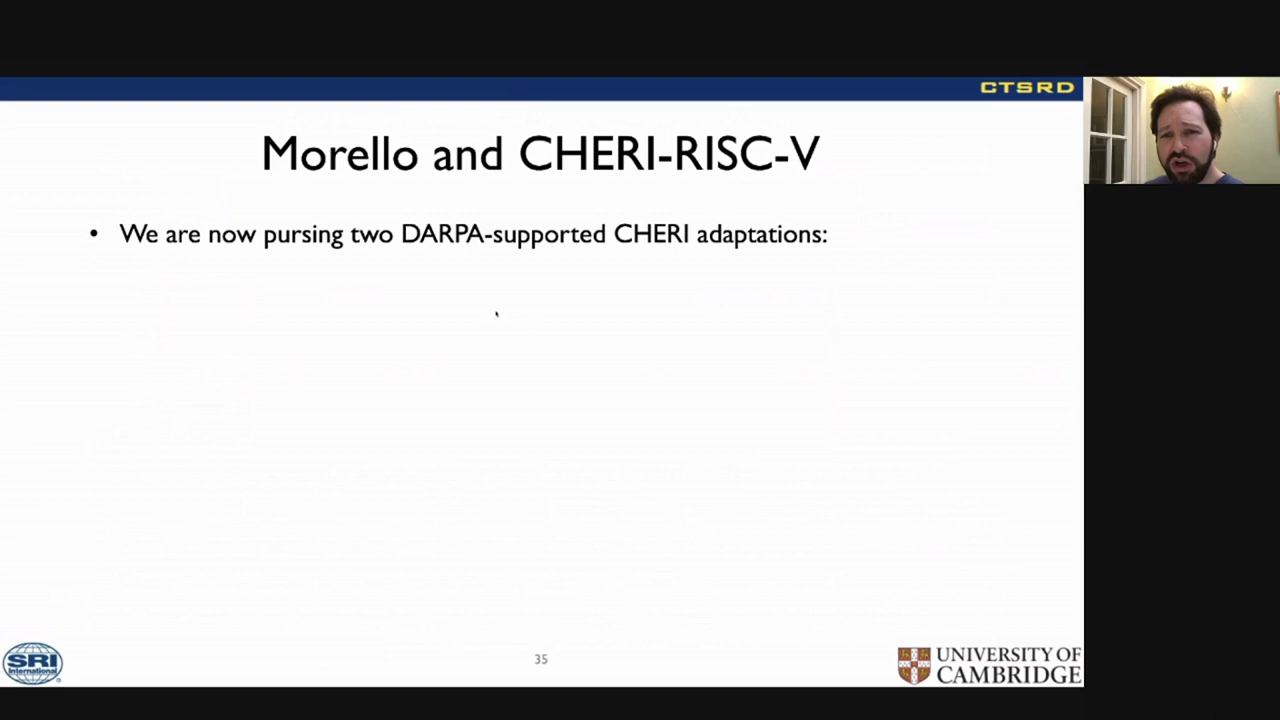 CTSRD
Morello and CHERI-RISC-V
• We are now pursing two DARPA-supported CHERI adaptations:
SRI
International
35
UNIVERSITY OF
CAMBRIDGE